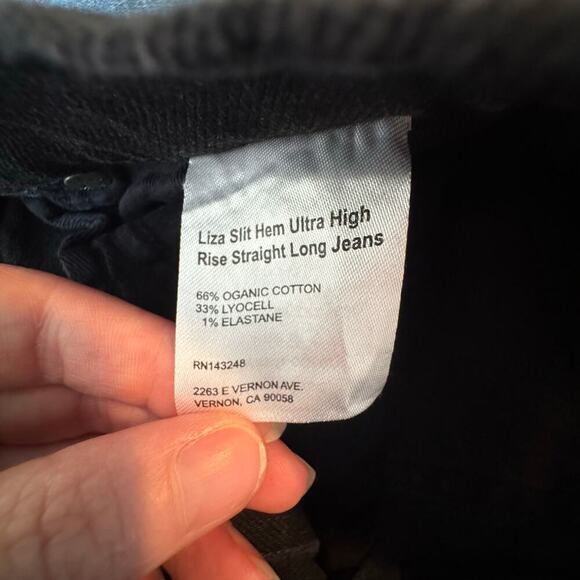 Liza Slit Hem Ultra High
Rise Straight Long Jeans
66% OGANIC COTTON
33% LYOCELL
1% ELASTANE
RN143248
2263 E VERNON AVE,
VERNON, CA 90058